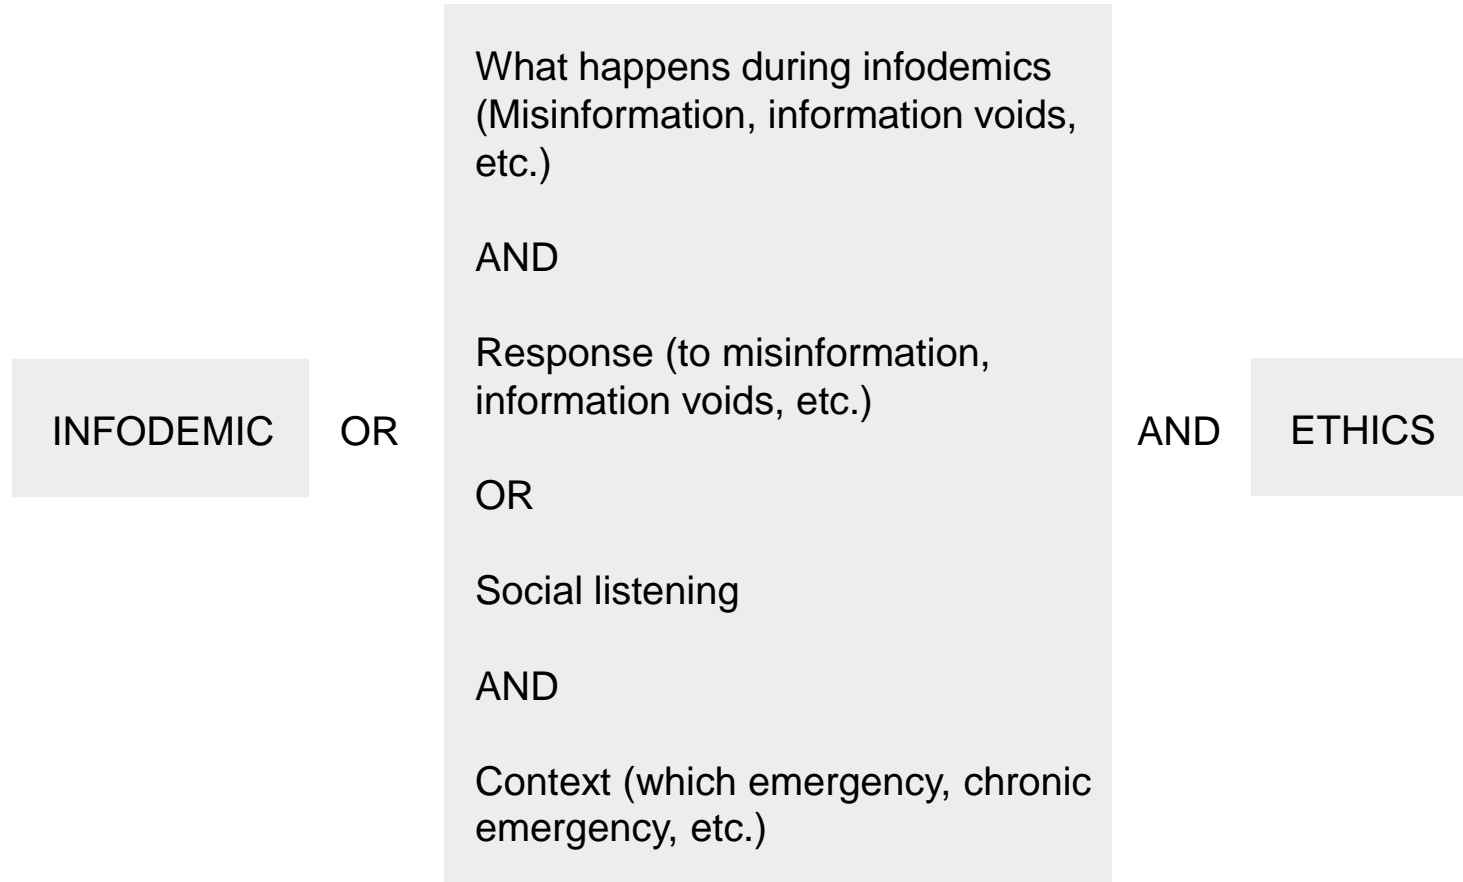 INFODEMIC
OR
What happens during infodemics
(Misinformation, information voids,
etc.)
AND
Response (to misinformation,
information voids, etc.)
OR
Social listening
AND
Context (which emergency, chronic
emergency, etc.)
AND
ETHICS